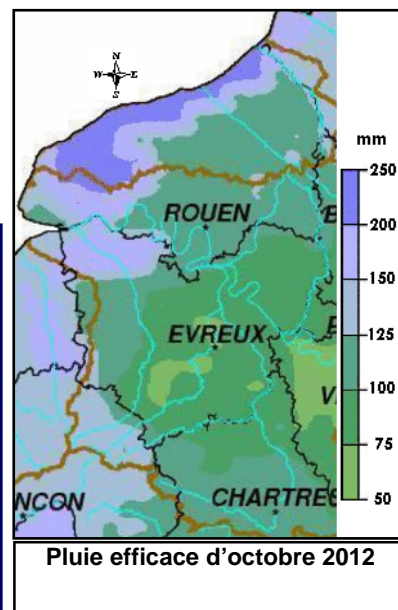 N
W E
S
mm
250
200
150
125
100
75
50
ROUEN
B
EVREUX
V
NCON
CHARTRES
Pluie efficace d'octobre 2012